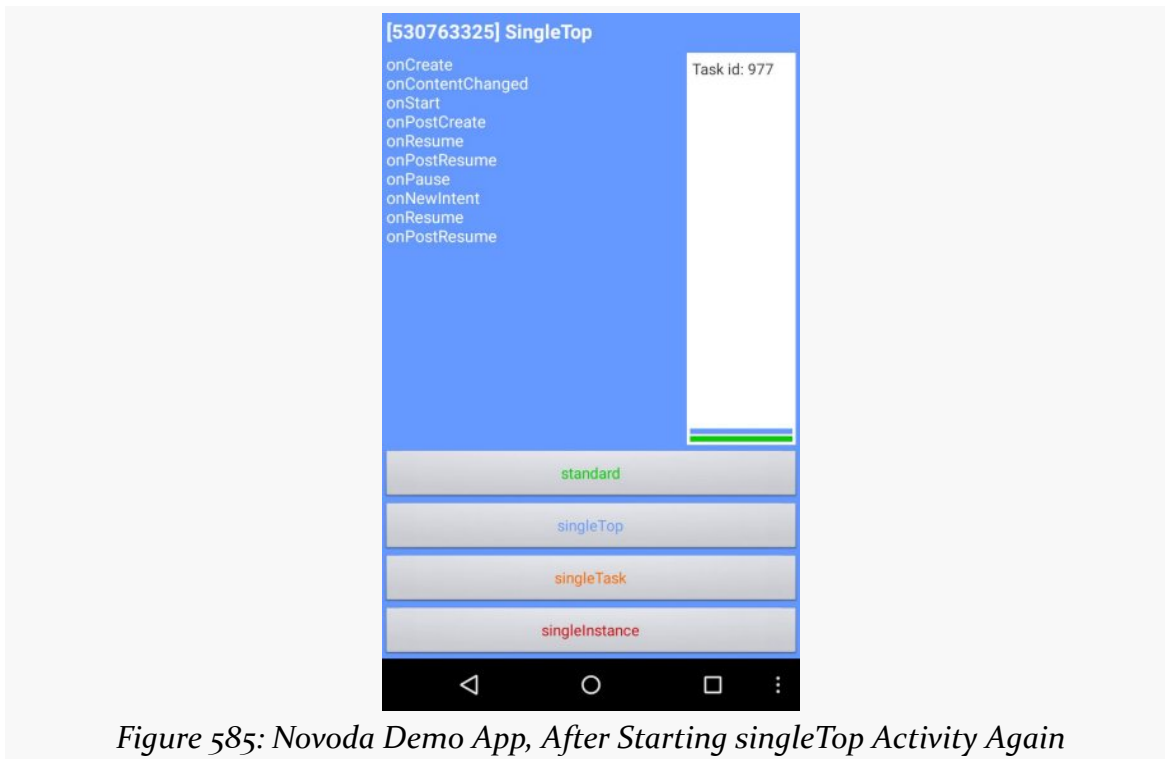 [530763325] SingleTop
onCreate
onContentChanged
onStart
onPostCreate
onResume
onPostResume
onPause
onNewIntent
onResume
onPostResume
Task id: 977
standard
singleTop
singleTask
singleInstance
Figure 585: Novoda Demo App, After Starting singleTop Activity Again